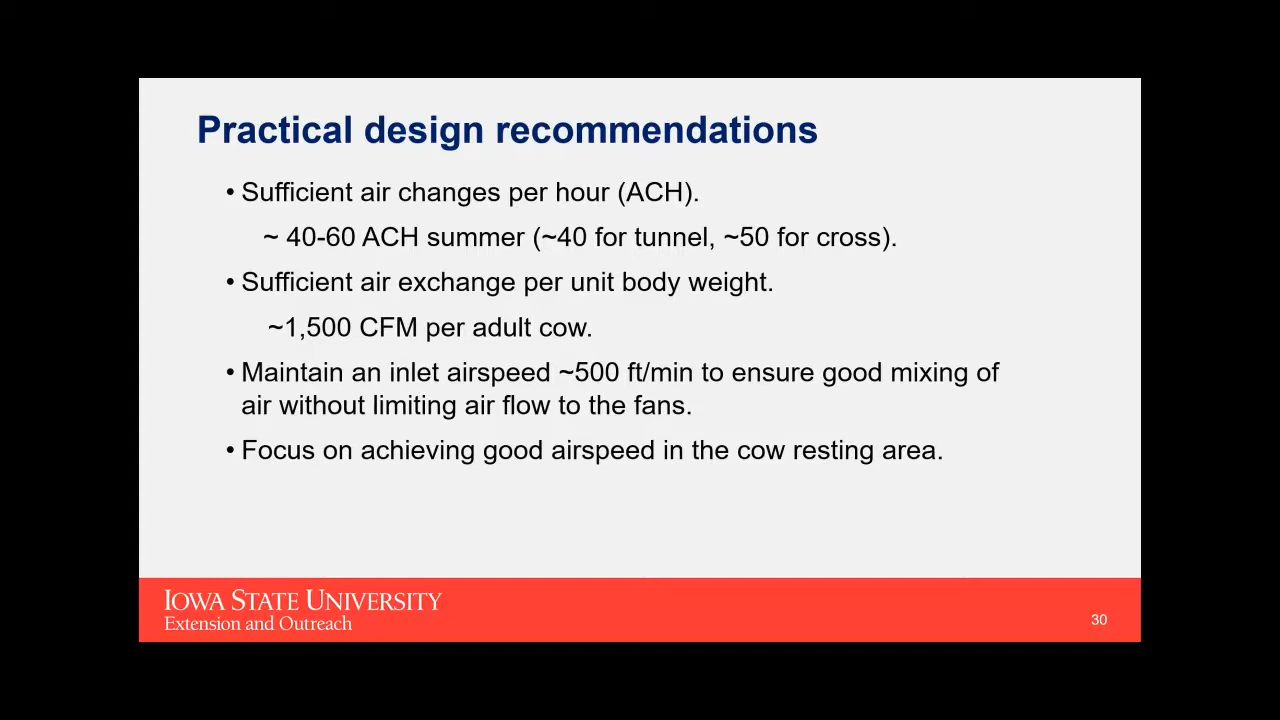 Practical design recommendations
• Sufficient air changes per hour (ACH).
~ 40-60 ACH summer (~40 for tunnel, ~50 for cross).
• Sufficient air exchange per unit body weight.
~1,500 CFM per adult cow.
• Maintain an inlet airspeed ~500 ft/min to ensure good mixing of
air without limiting air flow to the fans.
• Focus on achieving good airspeed in the cow resting area.
IOWA STATE UNIVERSITY
Extension and Outreach
30